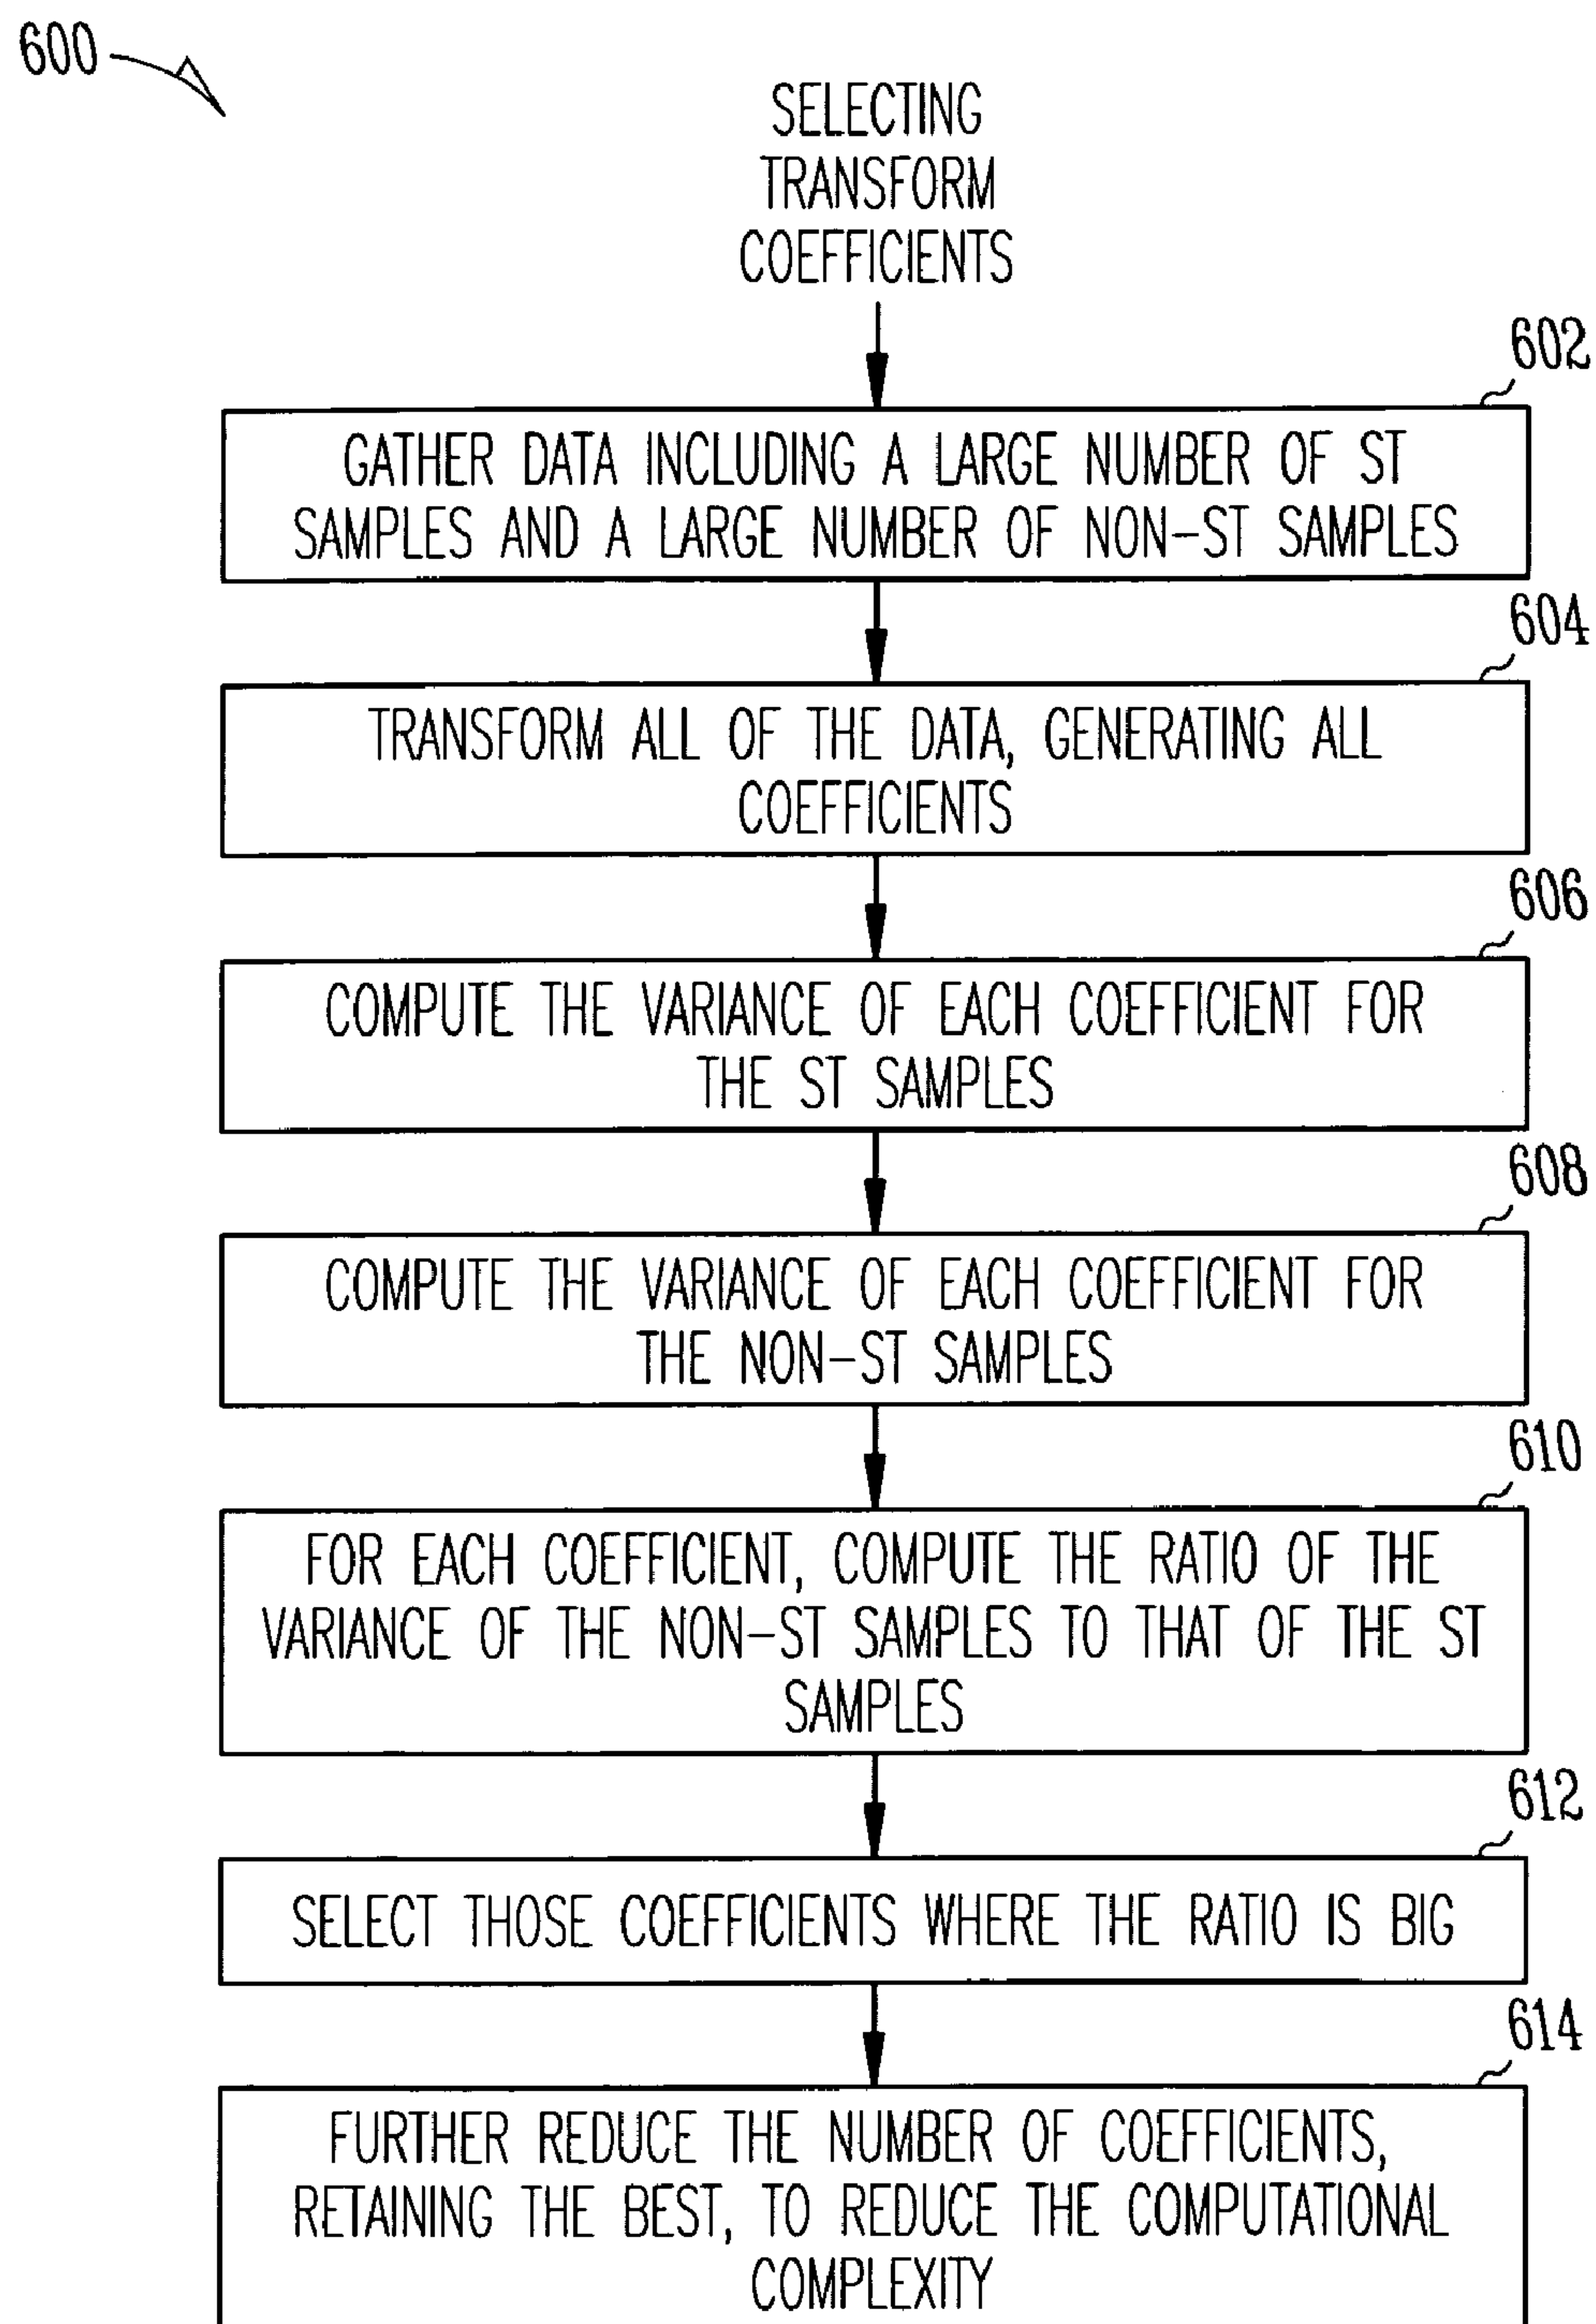 600
SELECTING
TRANSFORM
COEFFICIENTS
602
GATHER DATA INCLUDING A LARGE NUMBER OF ST
SAMPLES AND A LARGE NUMBER OF NON-ST SAMPLES
604
TRANSFORM ALL OF THE DATA, GENERATING ALL
COEFFICIENTS
606
COMPUTE THE VARIANCE OF EACH COEFFICIENT FOR
THE ST SAMPLES
608
COMPUTE THE VARIANCE OF EACH COEFFICIENT FOR
THE NON-ST SAMPLES
610
FOR EACH COEFFICIENT, COMPUTE THE RATIO OF THE
VARIANCE OF THE NON-ST SAMPLES TO THAT OF THE ST
SAMPLES
612
SELECT THOSE COEFFICIENTS WHERE THE RATIO IS BIG
614
FURTHER REDUCE THE NUMBER OF COEFFICIENTS,
RETAINING THE BEST, TO REDUCE THE COMPUTATIONAL
COMPLEXITY